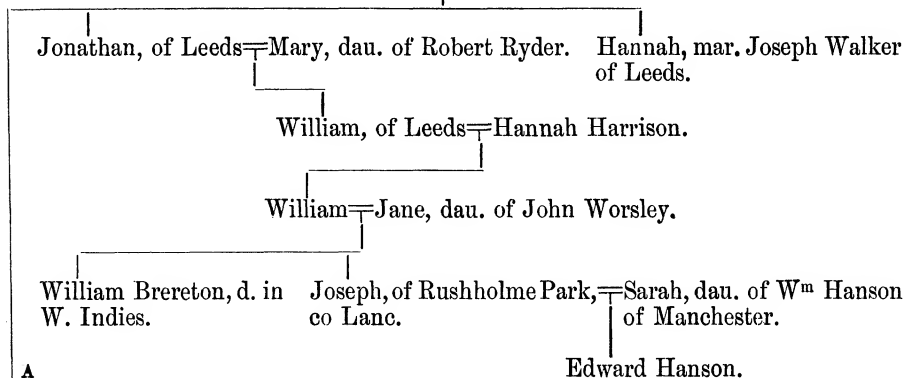 Jonathan, of Leeds=Mary, dau. of Robert Ryder. Hannah, mar. Joseph Walker
of Leeds.
William, of Leeds=Hannah Harrison.
William=Jane, dau. of John Worsley.
William Brereton, d. in Joseph, of Rushholme Park,=Sarah, dau. of Wᵐ Hanson
W. Indies. co Lanc. of Manchester.
A Edward Hanson.